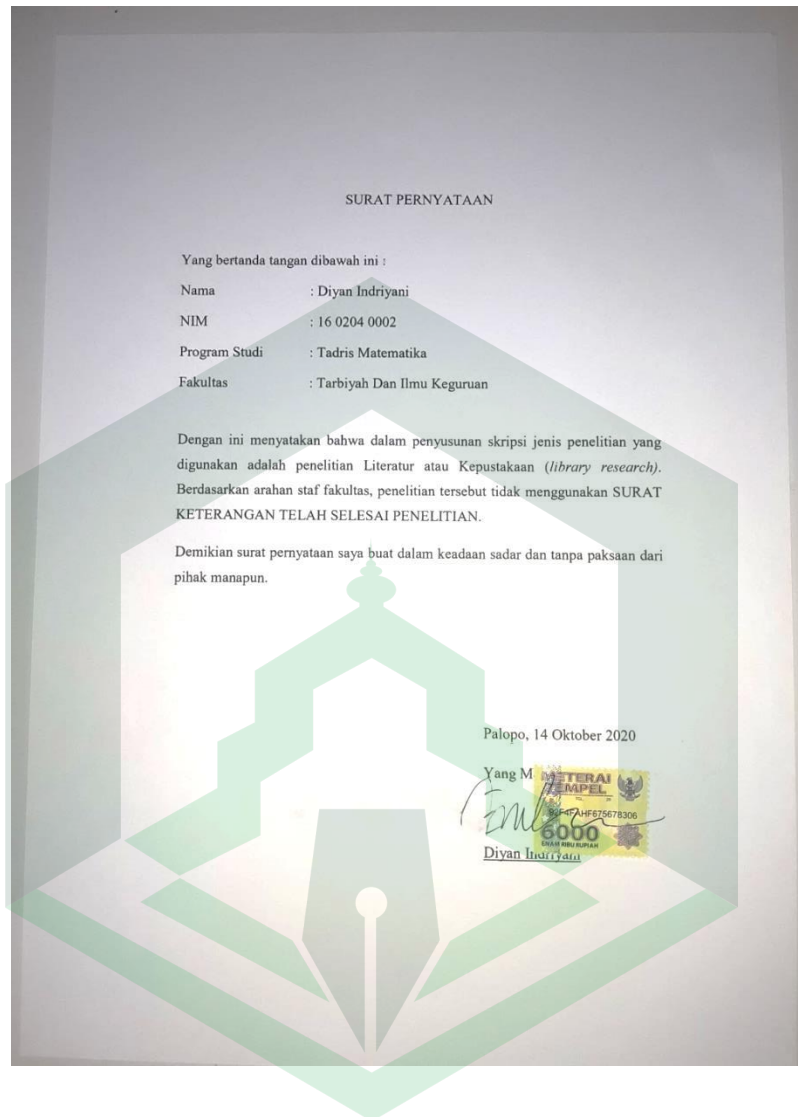 SURAT PERNYATAAN
Yang bertanda tangan dibawah ini :
Nama : Diyan Indriyani
NIM : 16 0204 0002
Program Studi : Tadris Matematika
Fakultas : Tarbiyah Dan Ilmu Keguruan
Dengan ini menyatakan bahwa dalam penyusunan skripsi jenis penelitian yang
digunakan adalah penelitian Literatur atau Kepustakaan (library research).
Berdasarkan arahan staf fakultas, penelitian tersebut tidak menggunakan SURAT
KETERANGAN TELAH SELESAI PENELITIAN.
Demikian surat pernyataan saya buat dalam keadaan sadar dan tanpa paksaan dari
pihak manapun.
Palopo, 14 Oktober 2020
Yang M
METERAI
TEMPEL
6000
ENAM RIBU RUPIAH
Diyan Indriyani